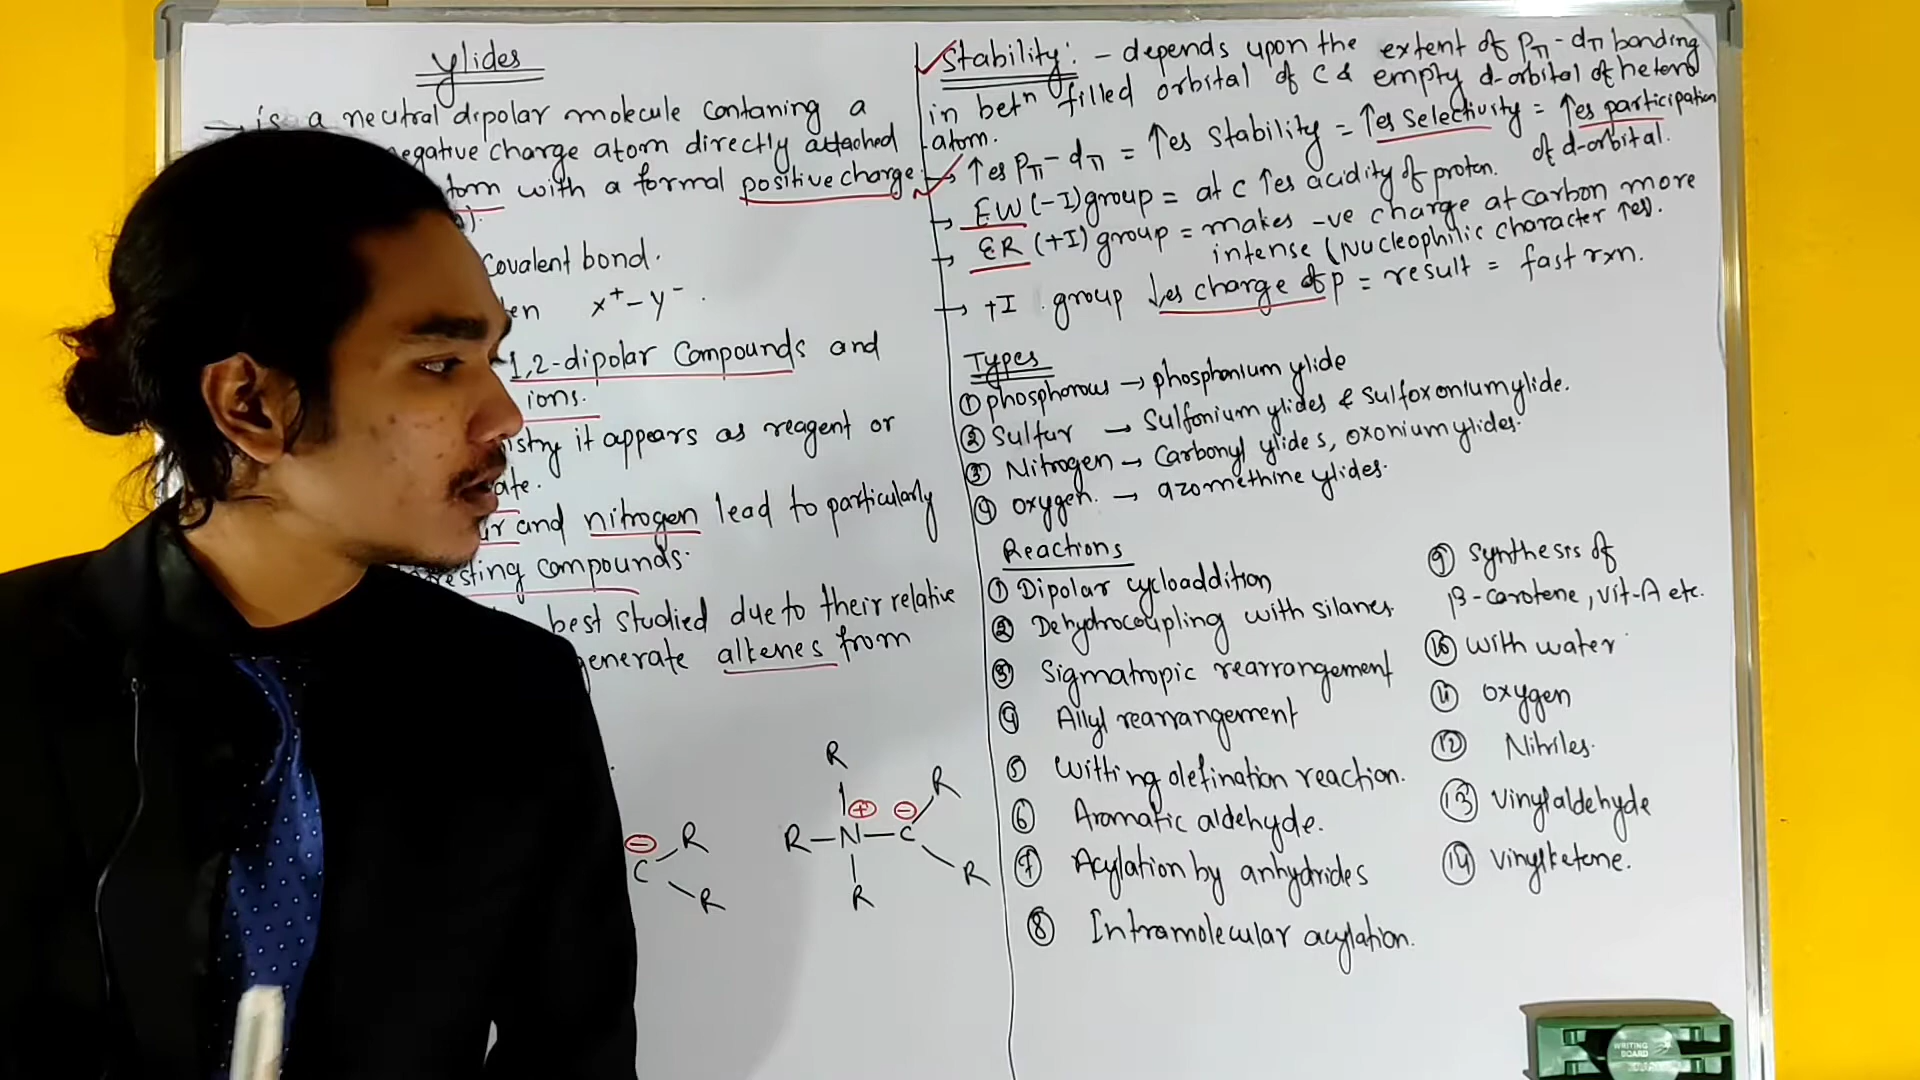 ylides
→ is a neutral dipolar molecule contaning a
negative charge atom directly attached
tom with a formal positive charge
covalent bond.
en x⁺ - y⁻.
1,2-dipolar compounds and
ions.
istry it appears as reagent or
ate.
ur and nitrogen lead to particularly
esting compounds.
best studied due to their relative
generate alkenes from
R
⊕ ⊖ R
R-N-C
R
R
⊖ R
C
R
Stability: - depends upon the extent of pπ-dπ bonding
in betⁿ filled orbital of C & empty d-orbital of hetero
atom.
→ ↑es pπ-dπ = ↑es stability = ↑es selectivity = ↑es participation
of d-orbital.
→ EW (-I) group = at c ↑es acidity of proton.
→ ER (+I) group = makes -ve charge at carbon more
intense (Nucleophilic character ↑es).
→ +I group ↓es charge of p = result = fast rxn.
Types
① phosphorous → phosphonium ylide
② Sulfur → Sulfonium ylides & sulfoxonium ylide.
③ Nitrogen → Carbonyl ylides, oxonium ylides.
④ oxygen. → azomethine ylides.
Reactions
① Dipolar cycloaddition
② Dehydrocoupling with silanes.
③ Sigmatropic rearrangement
④ Allyl rearrangement
⑤ Witting olefination reaction.
⑥ Aromatic aldehyde.
⑦ Acylation by anhydrides
⑧ Intramolecular acylation.
⑨ Synthesis of
β-carotene, vit-A etc.
⑩ with water
⑪ oxygen
⑫ Nitriles.
⑬ vinylaldehyde
⑭ vinylketone.
WRITING
BOARD